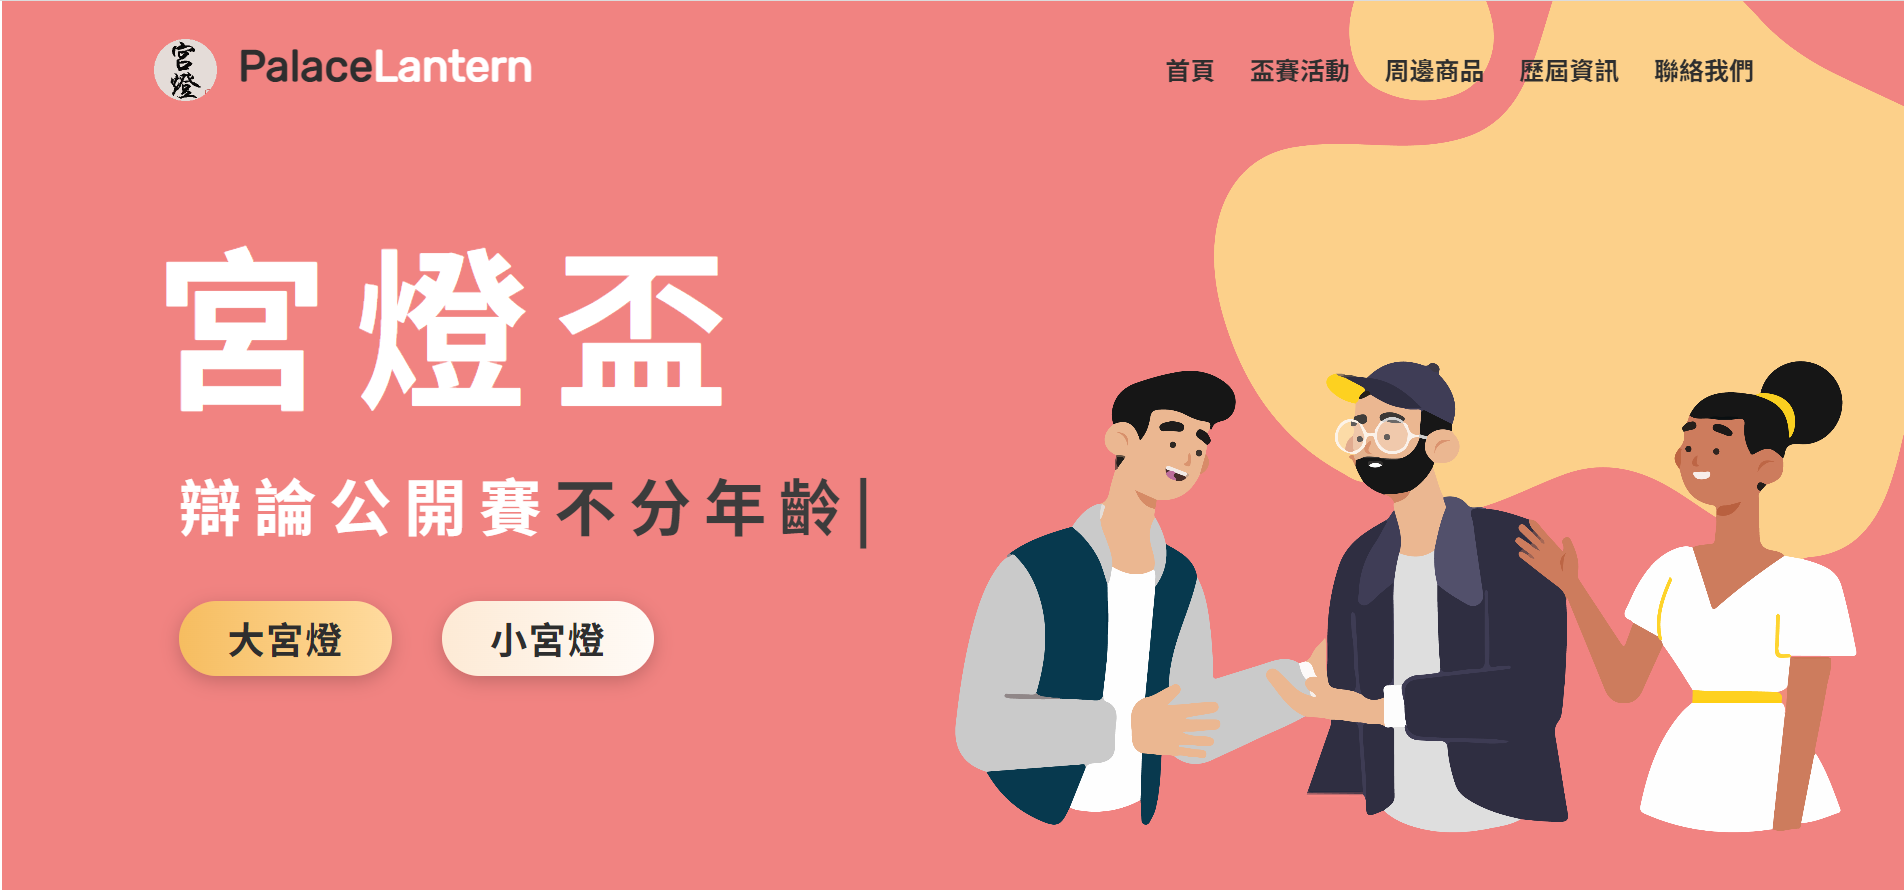 宮燈
PalaceLantern
首頁 盃賽活動 周邊商品 歷屆資訊 聯絡我們
宮燈盃
辯論公開賽不分年齡|
大宮燈 小宮燈